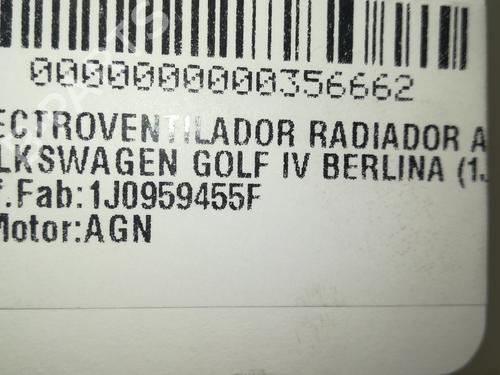 0000000000356662
ECTROVENTILADOR RADIADOR A
LKSWAGEN GOLF IV BERLINA (1J
f.Fab:1J0959455F
Motor:AGN